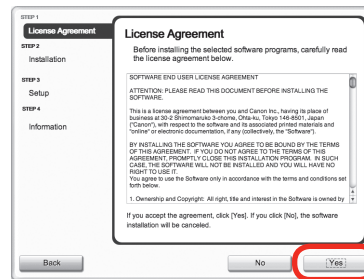 STEP 1
License Agreement
STEP 2
Installation
STEP 3
Setup
STEP 4
Information
License Agreement
Before installing the selected software programs, carefully read
the license agreement below.
SOFTWARE END USER LICENSE AGREEMENT
ATTENTION: PLEASE READ THIS DOCUMENT BEFORE INSTALLING THE
SOFTWARE.
This is a license agreement between you and Canon Inc., having its place of
business at 30-2 Shimomaruko 3-chome, Ohta-ku, Tokyo 146-8501, Japan
("Canon"), with respect to the software and its associated printed materials and
"online" or electronic documentation, if any (collectively, the "Software").
BY INSTALLING THE SOFTWARE YOU AGREE TO BE BOUND BY THE TERMS
OF THIS AGREEMENT. IF YOU DO NOT AGREE TO THE TERMS OF THIS
AGREEMENT, PROMPTLY CLOSE THIS INSTALLATION PROGRAM. IN SUCH
CASE, THE SOFTWARE WILL NOT BE INSTALLED AND YOU WILL HAVE NO
RIGHT TO USE IT.
You agree to use the Software only in accordance with the terms and conditions set
forth below.
1. Ownership and Copyright: All right, title and interest in the Software is owned by
If you accept the agreement, click [Yes]. If you click [No], the software
installation will be canceled.
Back
No
Yes